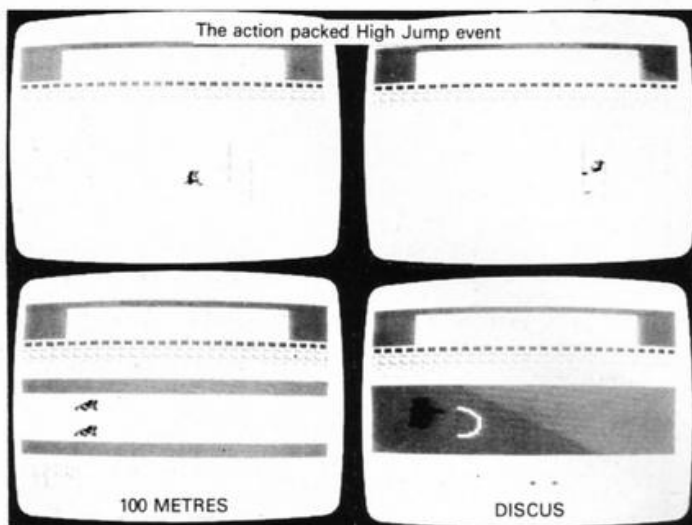 The action packed High Jump event
100 METRES
DISCUS